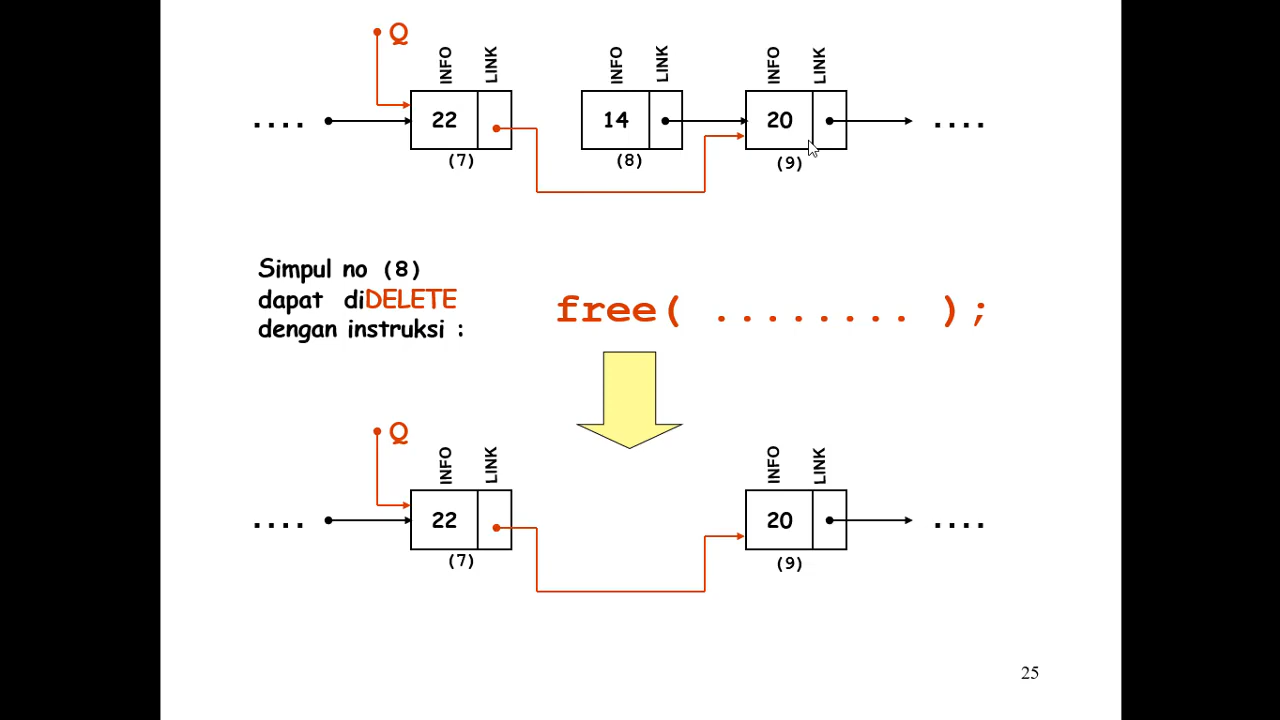 Q
INFO LINK INFO LINK INFO LINK
.... 22 14 20 ....
(7) (8) (9)
Simpul no (8)
dapat diDELETE
dengan instruksi :
free( ........ );
Q
INFO LINK INFO LINK
.... 22 20 ....
(7) (9)
25